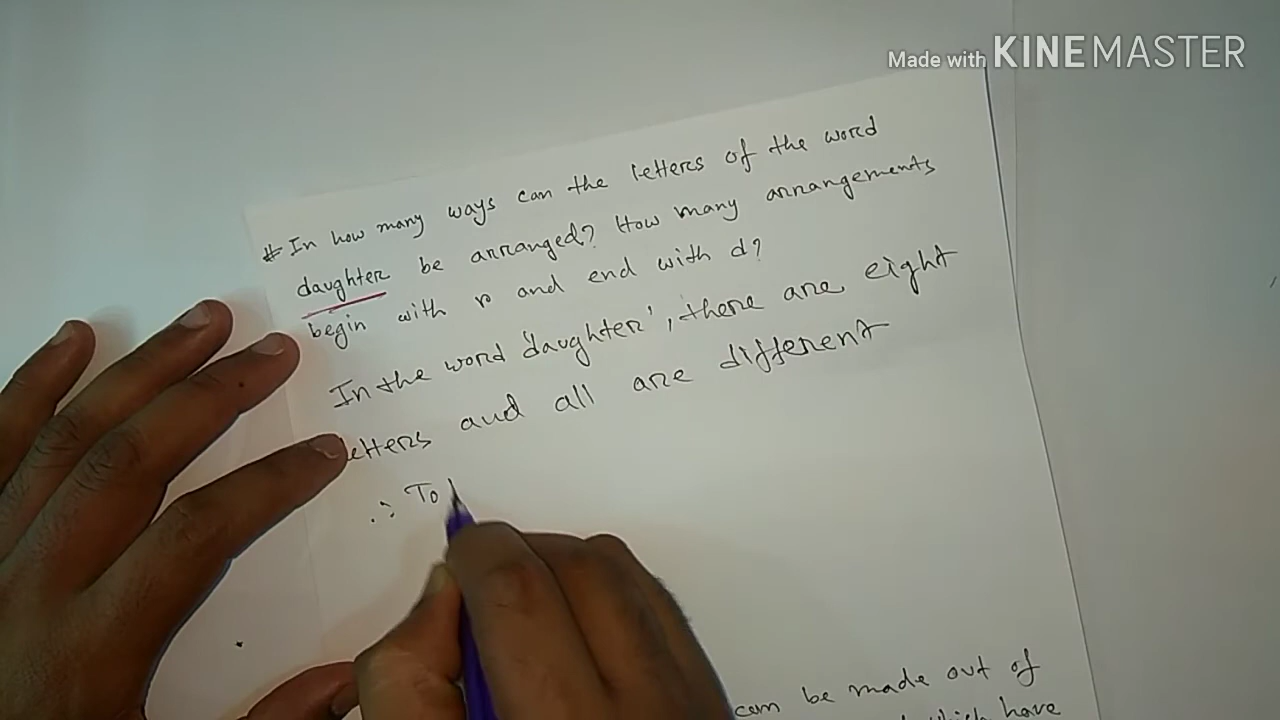 Made with KINEMASTER
# In how many ways can the letters of the word
daughter be arranged? How many arrangements
begin with r and end with d?
In the word 'daughter', there are eight
letters and all are different
∴ To
can be made out of
which have